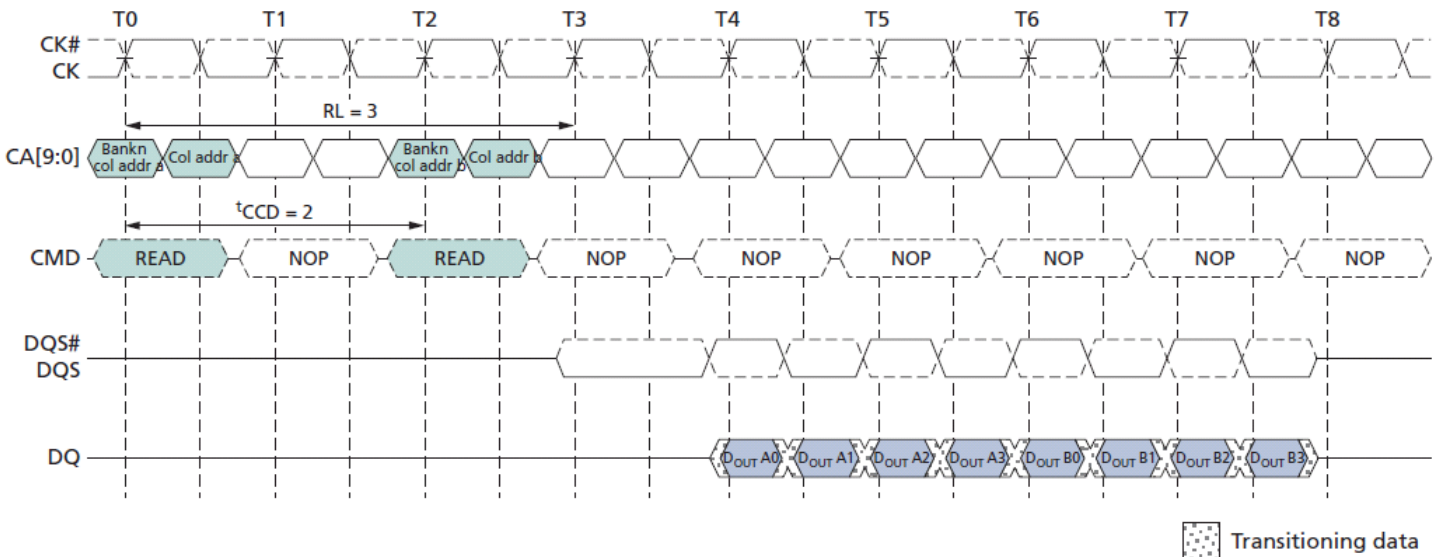 T0 T1 T2 T3 T4 T5 T6 T7 T8
CK#
CK
RL = 3
CA[9:0] Bankn col addr a Col addr a Bankn col addr b Col addr b
tCCD = 2
CMD READ NOP READ NOP NOP NOP NOP NOP NOP
DQS#
DQS
DQ DOUT A0 DOUT A1 DOUT A2 DOUT A3 DOUT B0 DOUT B1 DOUT B2 DOUT B3
Transitioning data